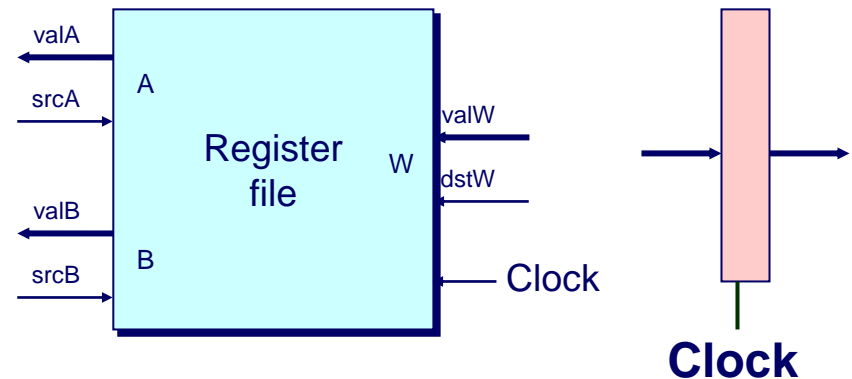 valA
A
srcA
Register
file
valW
W
dstW
valB
B
srcB
Clock
Clock